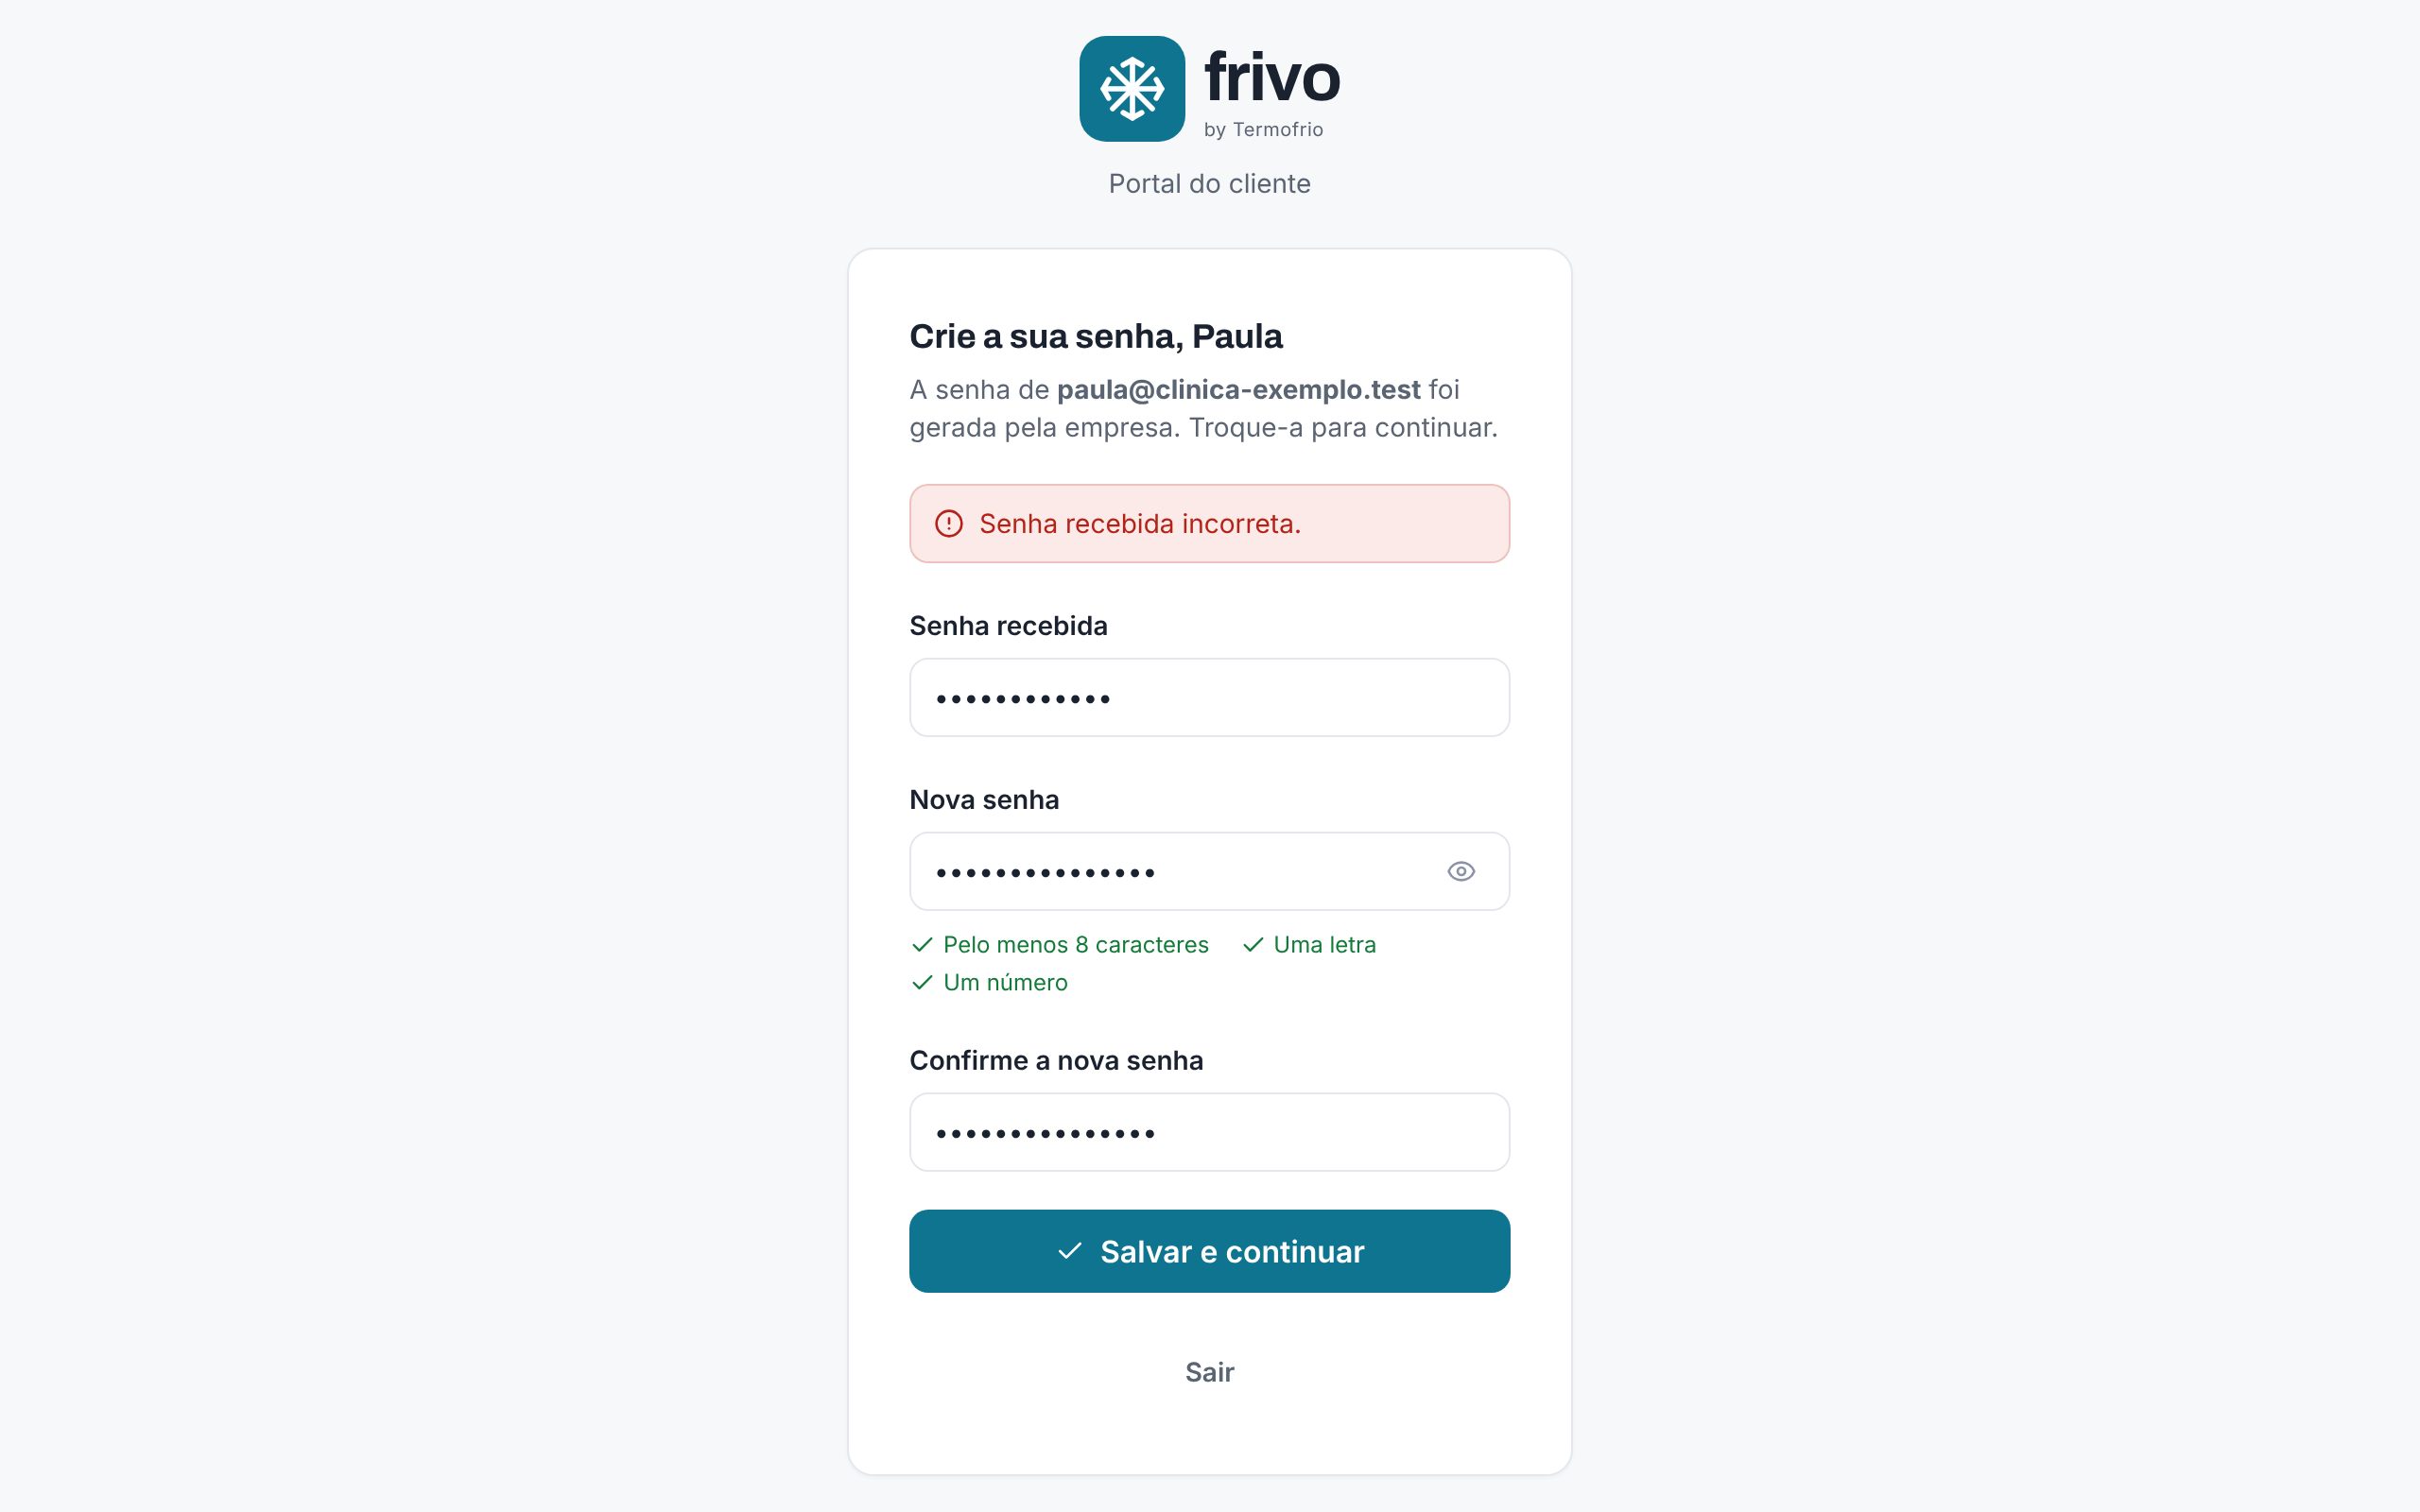 frivo
by Termofrio
Portal do cliente
Crie a sua senha, Paula
A senha de paula@clinica-exemplo.test foi
gerada pela empresa. Troque-a para continuar.
Senha recebida incorreta.
Senha recebida
••••••••••••
Nova senha
•••••••••••••••
Pelo menos 8 caracteres Uma letra
Um número
Confirme a nova senha
•••••••••••••••
Salvar e continuar
Sair